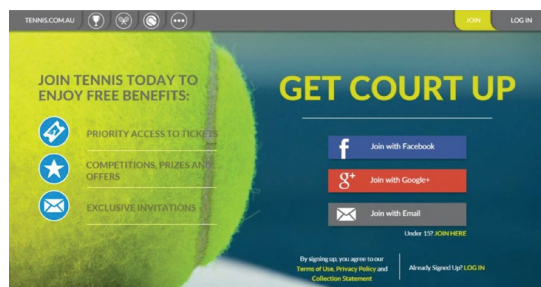 TENNIS.COM.AU
JOIN
LOG IN
JOIN TENNIS TODAY TO
ENJOY FREE BENEFITS:
PRIORITY ACCESS TO TICKETS
COMPETITIONS, PRIZES AND
OFFERS
EXCLUSIVE INVITATIONS
GET COURT UP
f Join with Facebook
g+ Join with Google+
Join with Email
Under 15? JOIN HERE
By signing up, you agree to our
Terms of Use, Privacy Policy and
Collection Statement
Already Signed Up? LOG IN